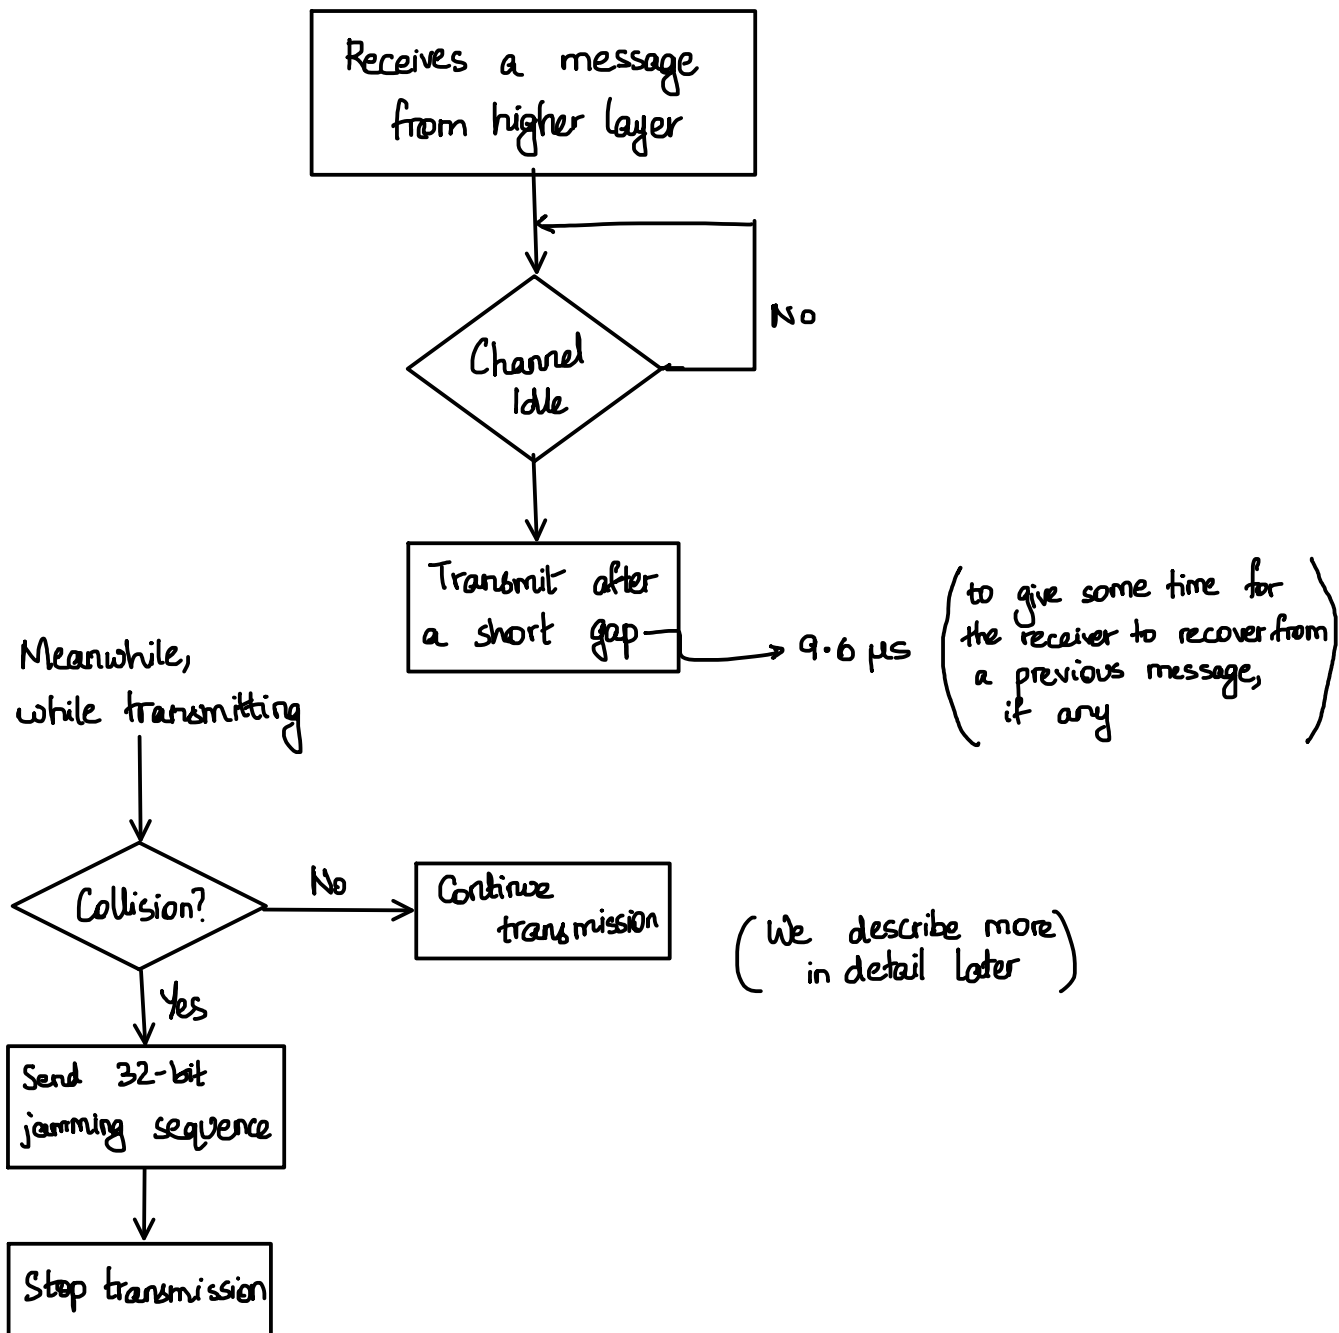 Receives a message
from higher layer
No
Channel
Idle
Transmit after
a short gap
9.6 µs
to give some time for
the receiver to recover from
a previous message,
if any
Meanwhile,
while transmitting
Collision?
No
Continue
transmission
(We describe more
in detail later)
Yes
Send 32-bit
jamming sequence
Stop transmission